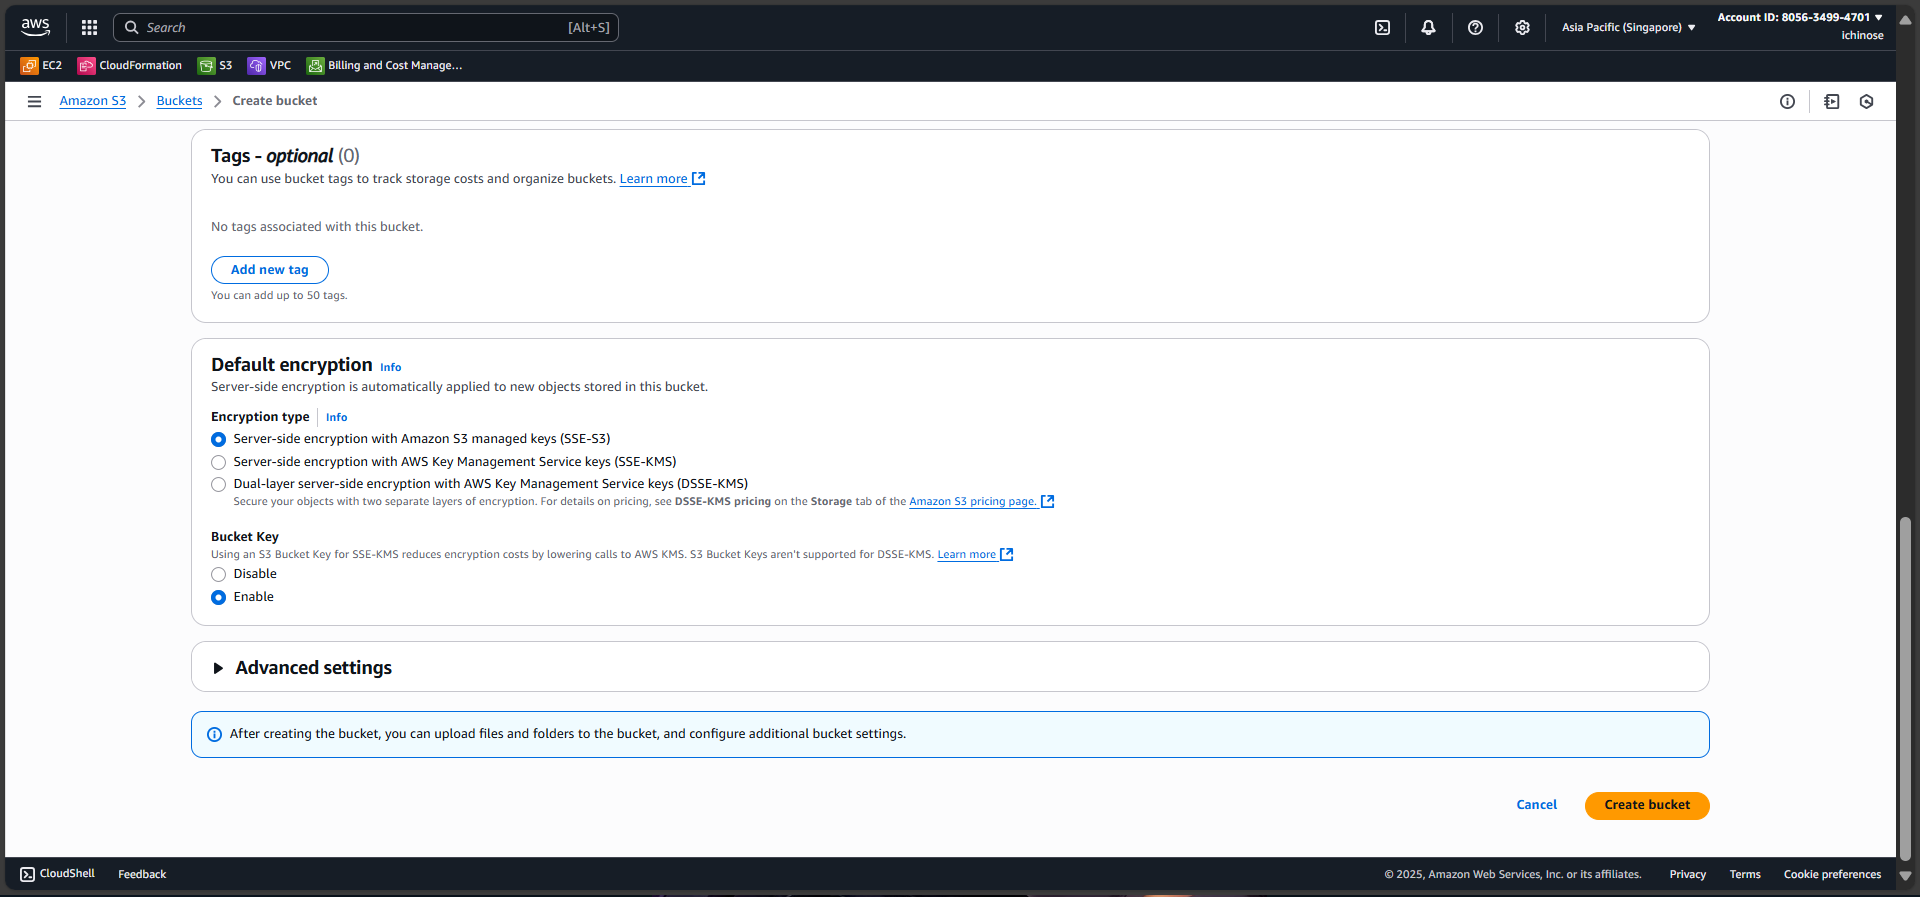 aws
Search [Alt+S]
Asia Pacific (Singapore)
Account ID: 8056-3499-4701
ichinose
EC2 CloudFormation S3 VPC Billing and Cost Manage...
Amazon S3 Buckets Create bucket
Tags - optional (0)
You can use bucket tags to track storage costs and organize buckets. Learn more
No tags associated with this bucket.
Add new tag
You can add up to 50 tags.
Default encryption Info
Server-side encryption is automatically applied to new objects stored in this bucket.
Encryption type Info
Server-side encryption with Amazon S3 managed keys (SSE-S3)
Server-side encryption with AWS Key Management Service keys (SSE-KMS)
Dual-layer server-side encryption with AWS Key Management Service keys (DSSE-KMS)
Secure your objects with two separate layers of encryption. For details on pricing, see DSSE-KMS pricing on the Storage tab of the Amazon S3 pricing page.
Bucket Key
Using an S3 Bucket Key for SSE-KMS reduces encryption costs by lowering calls to AWS KMS. S3 Bucket Keys aren't supported for DSSE-KMS. Learn more
Disable
Enable
Advanced settings
After creating the bucket, you can upload files and folders to the bucket, and configure additional bucket settings.
Cancel Create bucket
CloudShell Feedback © 2025, Amazon Web Services, Inc. or its affiliates. Privacy Terms Cookie preferences